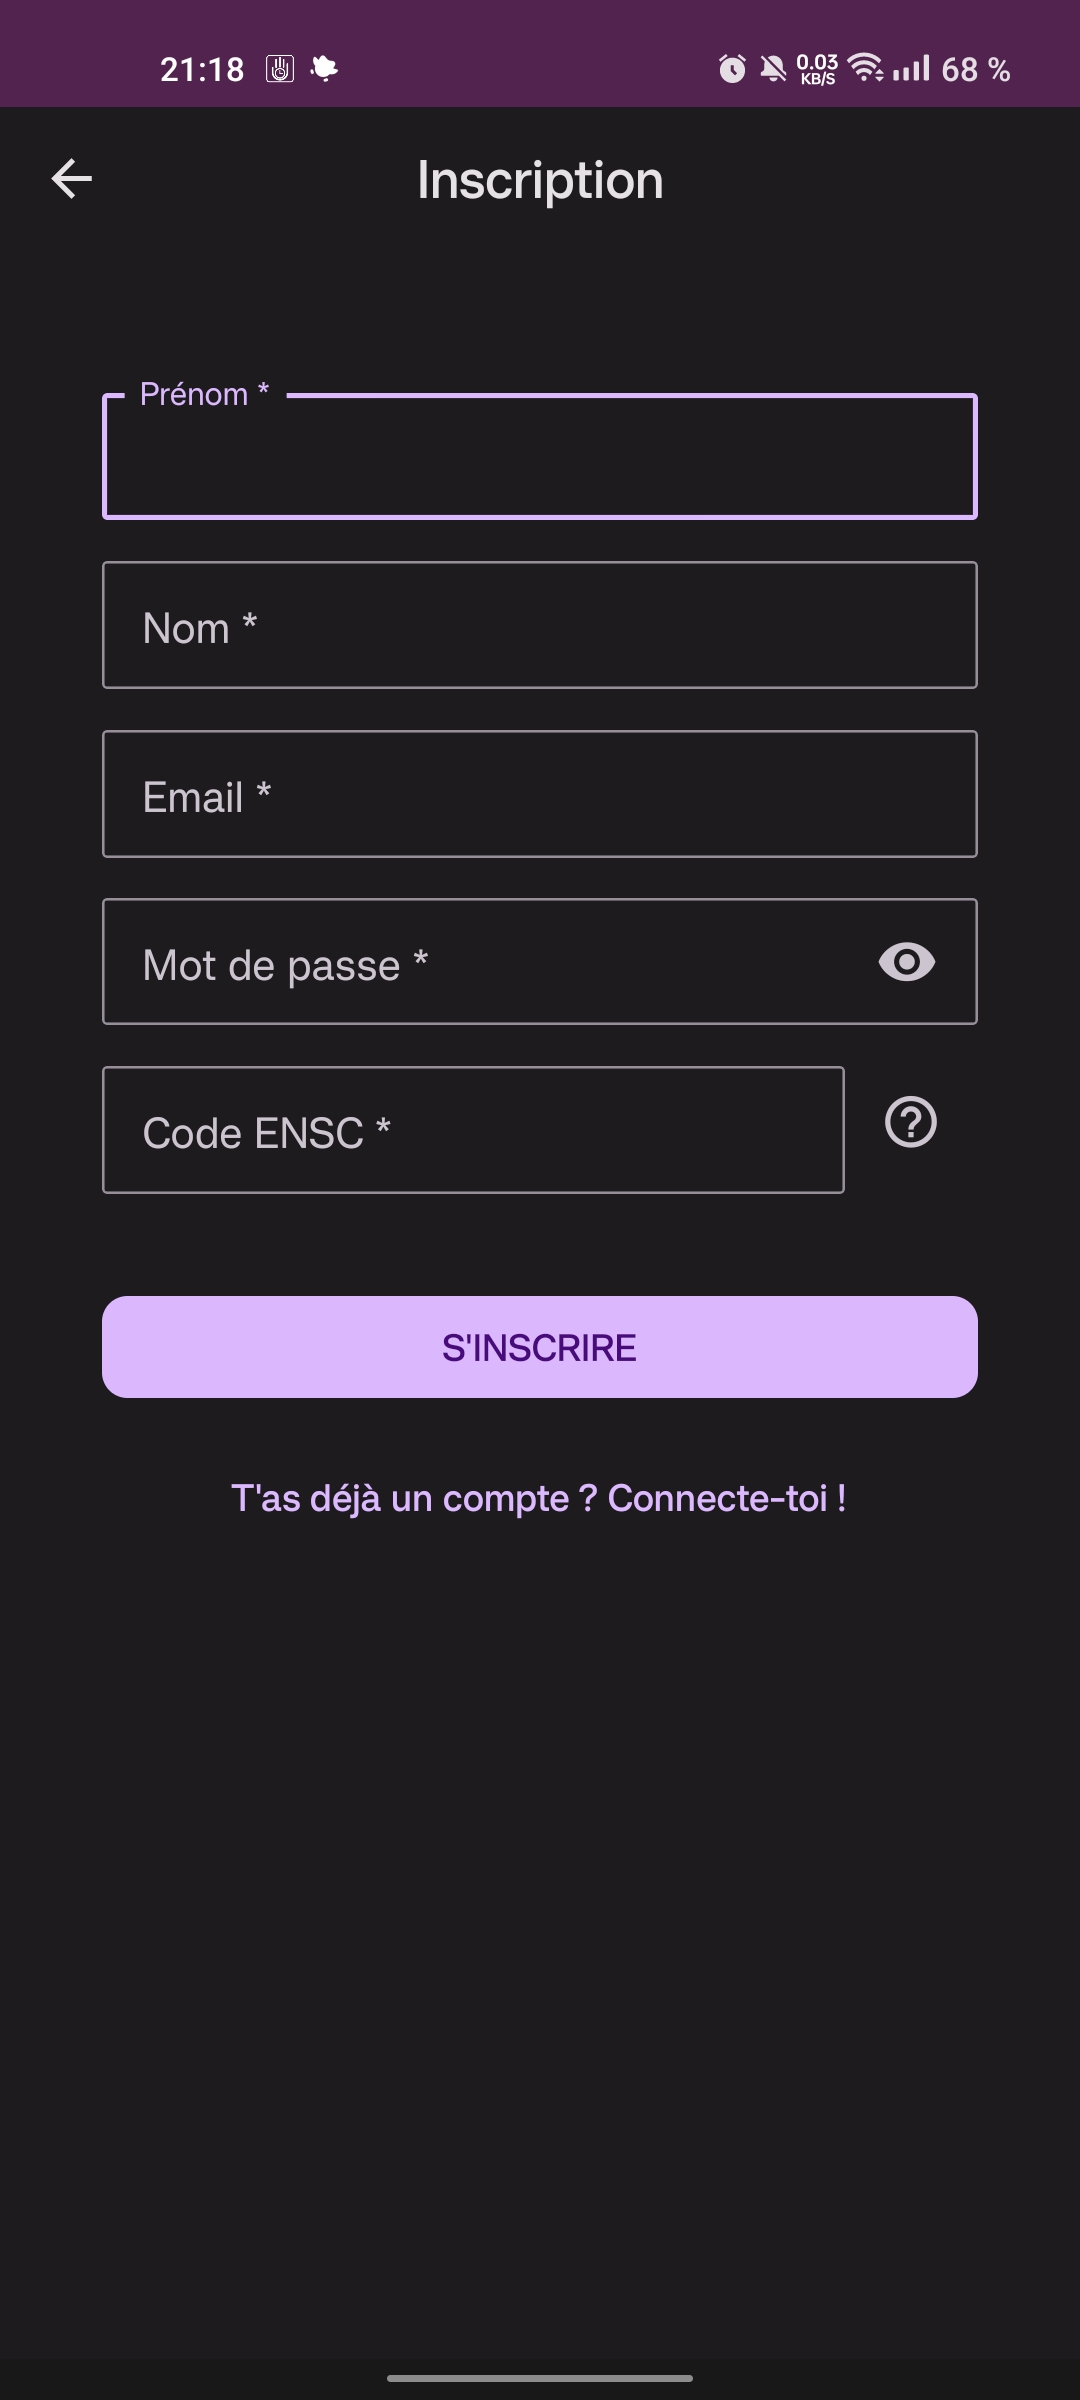 21:18 0.03 KB/S 68 %
Inscription
Prénom *
Nom *
Email *
Mot de passe *
Code ENSC *
S'INSCRIRE
T'as déjà un compte ? Connecte-toi !